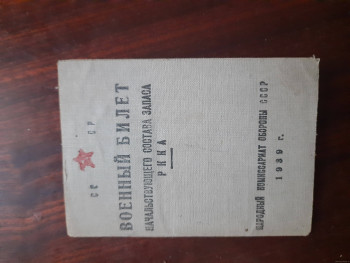 СС СР
ВОЕННЫЙ БИЛЕТ
НАЧАЛЬСТВУЮЩЕГО СОСТАВА ЗАПАСА
РККА
НАРОДНЫЙ КОМИССАРИАТ ОБОРОНЫ СССР
1939 г.